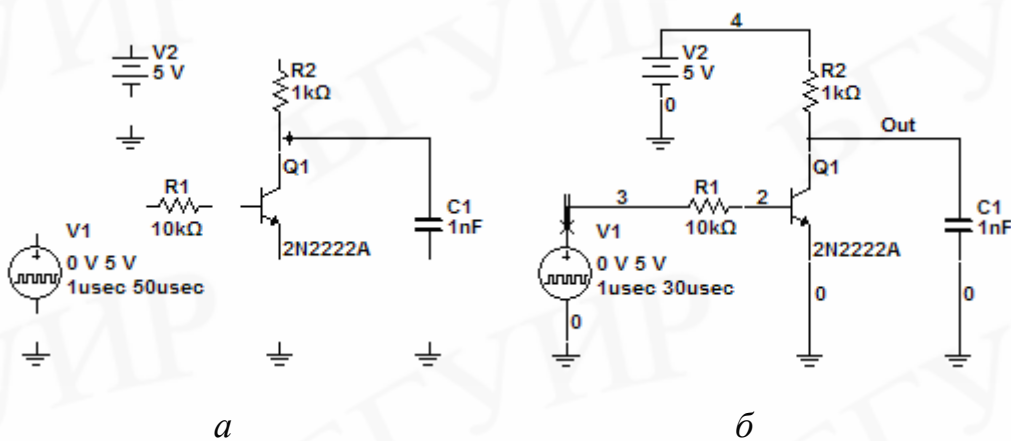 V2
5 V
R2
1kΩ
Q1
R1
10kΩ
2N2222A
C1
1nF
V1
0 V 5 V
1usec 50usec
а
4
V2
5 V
0
R2
1kΩ
Out
Q1
3
R1
10kΩ
2
2N2222A
C1
1nF
V1
0 V 5 V
1usec 30usec
0
0
0
б
БГУИР